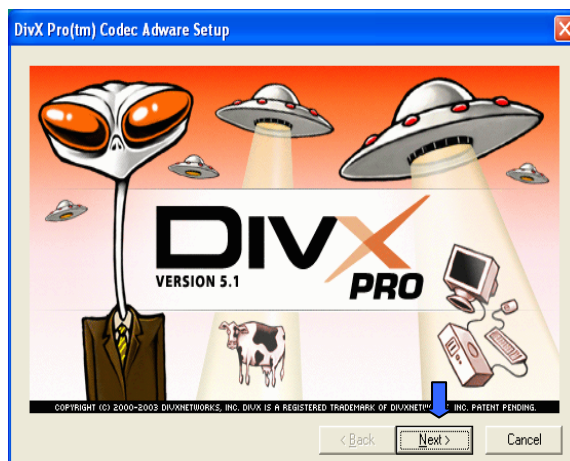 DivX Pro(tm) Codec Adware Setup
DIVX
VERSION 5.1
PRO
COPYRIGHT (C) 2000-2003 DIVXNETWORKS, INC. DIVX IS A REGISTERED TRADEMARK OF INC. PATENT PENDING.
< Back
Next >
Cancel